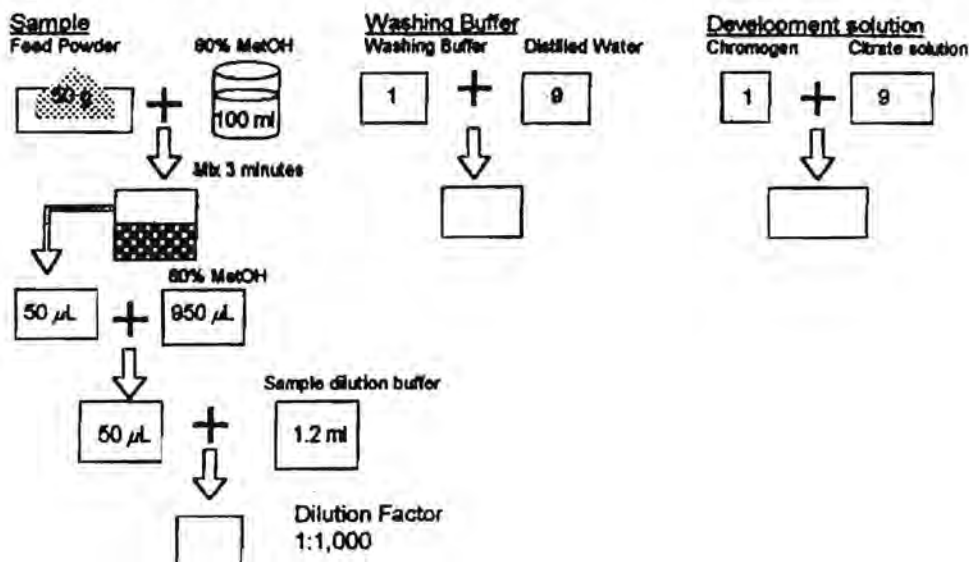 Sample
Feed Powder
MetOH
50 g
100 ml
Mix 3 minutes
50 μL
MetOH
950 μL
50 μL
Sample dilution buffer
1.2 ml
Dilution Factor
1:1,000
Washing Buffer
Washing Buffer
Distilled Water
1
9
Development solution
Chromogen
Citrate solution
1
9